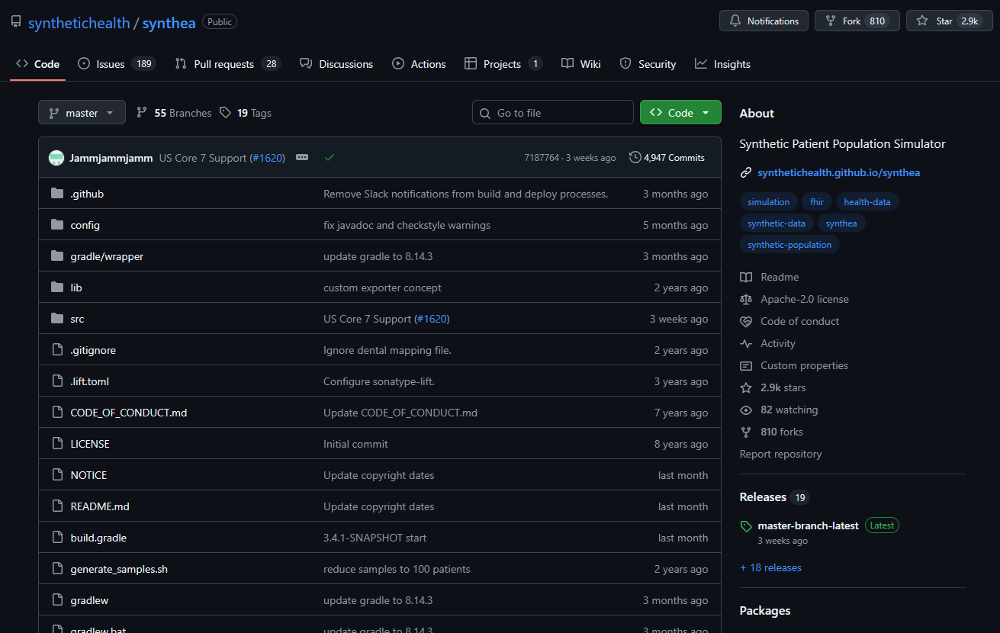 synthetichealth / synthea Public Notifications Fork 810 Star 2.9k
Code Issues 189 Pull requests 28 Discussions Actions Projects 1 Wiki Security Insights
master 55 Branches 19 Tags Go to file Code
Jammjammjamm US Core 7 Support (#1620) 7187764 · 3 weeks ago 4,947 Commits
.github Remove Slack notifications from build and deploy processes. 3 months ago
config fix javadoc and checkstyle warnings 5 months ago
gradle/wrapper update gradle to 8.14.3 3 months ago
lib custom exporter concept 2 years ago
src US Core 7 Support (#1620) 3 weeks ago
.gitignore Ignore dental mapping file. 2 years ago
.lift.toml Configure sonatype-lift. 3 years ago
CODE_OF_CONDUCT.md Update CODE_OF_CONDUCT.md 7 years ago
LICENSE Initial commit 8 years ago
NOTICE Update copyright dates last month
README.md Update copyright dates last month
build.gradle 3.4.1-SNAPSHOT start last month
generate_samples.sh reduce samples to 100 patients 2 years ago
gradlew update gradle to 8.14.3 3 months ago
gradlew.bat update gradle to 8.14.3 3 months ago
About
Synthetic Patient Population Simulator
synthetichealth.github.io/synthea
simulation fhir health-data
synthetic-data synthea
synthetic-population
Readme
Apache-2.0 license
Code of conduct
Activity
Custom properties
2.9k stars
82 watching
810 forks
Report repository
Releases 19
master-branch-latest Latest
3 weeks ago
+ 18 releases
Packages